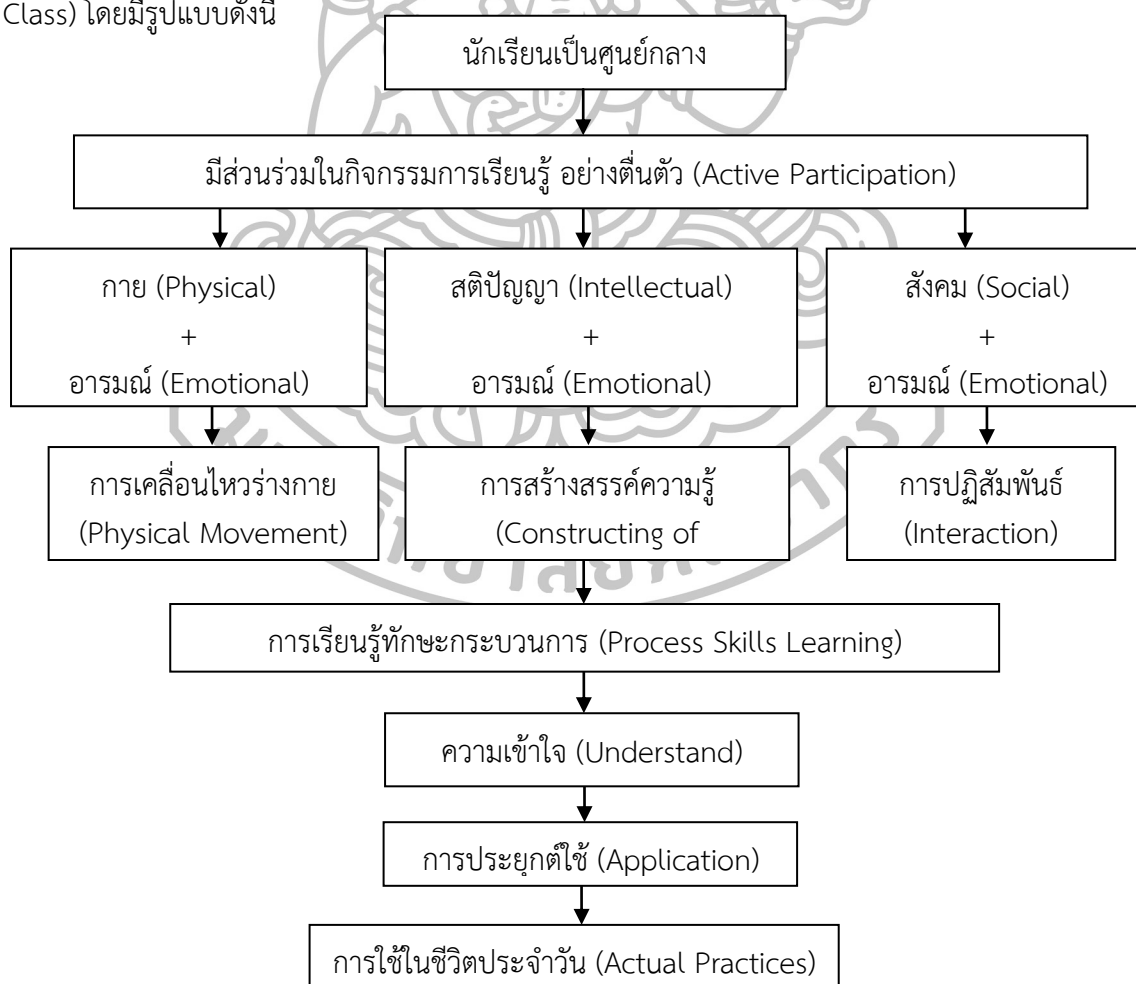 Class) โดยมีรูปแบบดังนี้
นักเรียนเป็นศูนย์กลาง
มีส่วนร่วมในกิจกรรมการเรียนรู้ อย่างตื่นตัว (Active Participation)
กาย (Physical)
+
อารมณ์ (Emotional)
สติปัญญา (Intellectual)
+
อารมณ์ (Emotional)
สังคม (Social)
+
อารมณ์ (Emotional)
การเคลื่อนไหวร่างกาย
(Physical Movement)
การสร้างสรรค์ความรู้
(Constructing of
การปฏิสัมพันธ์
(Interaction)
การเรียนรู้ทักษะกระบวนการ (Process Skills Learning)
ความเข้าใจ (Understand)
การประยุกต์ใช้ (Application)
การใช้ในชีวิตประจำวัน (Actual Practices)